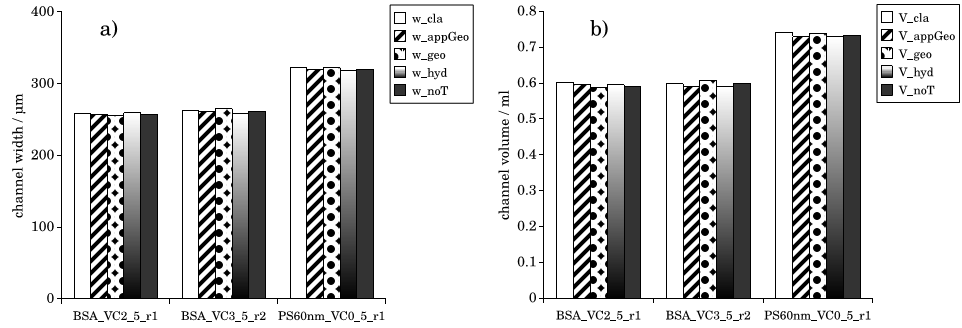 a)
channel width / µm
400
300
200
100
0
BSA_VC2_5_r1
BSA_VC3_5_r2
PS60nm_VC0_5_r1
w_cla
w_appGeo
w_geo
w_hyd
w_noT
b)
channel volume / ml
0.8
0.7
0.6
0.5
0.4
0.3
0.2
0.1
0
BSA_VC2_5_r1
BSA_VC3_5_r2
PS60nm_VC0_5_r1
V_cla
V_appGeo
V_geo
V_hyd
V_noT